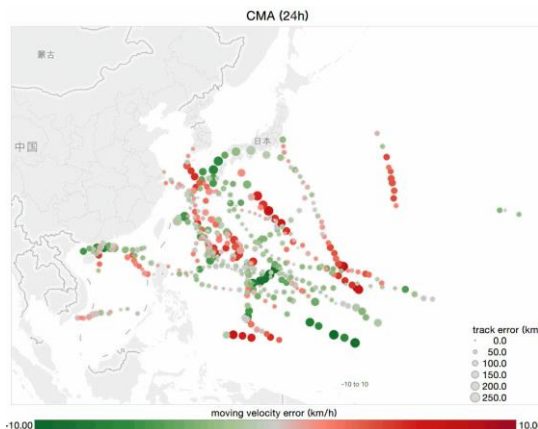 CMA (24h)
蒙古
中国
日本
track error (km)
0.0
50.0
100.0
150.0
200.0
250.0
-10 to 10
moving velocity error (km/h)
-10.00
10.0